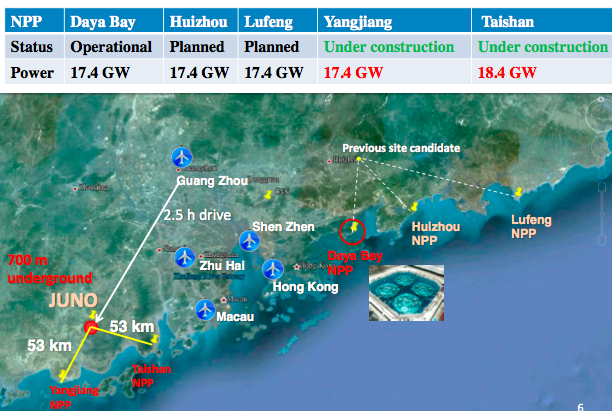 NPP Daya Bay Huizhou Lufeng Yangjiang Taishan
Status Operational Planned Planned Under construction Under construction
Power 17.4 GW 17.4 GW 17.4 GW 17.4 GW 18.4 GW
Previous site candidate
Guang Zhou
2.5 h drive
Shen Zhen
Lufeng
NPP
Huizhou
NPP
Daya Bay
NPP
700 m
underground
Zhu Hai
Hong Kong
JUNO
Macau
53 km
53 km
Taishan
NPP
Yangjiang
NPP
6